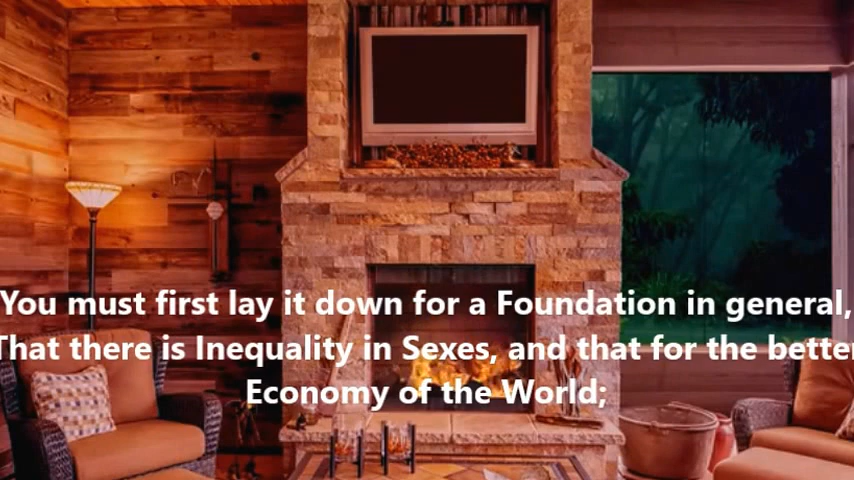 You must first lay it down for a Foundation in general,
That there is Inequality in Sexes, and that for the better
Economy of the World;